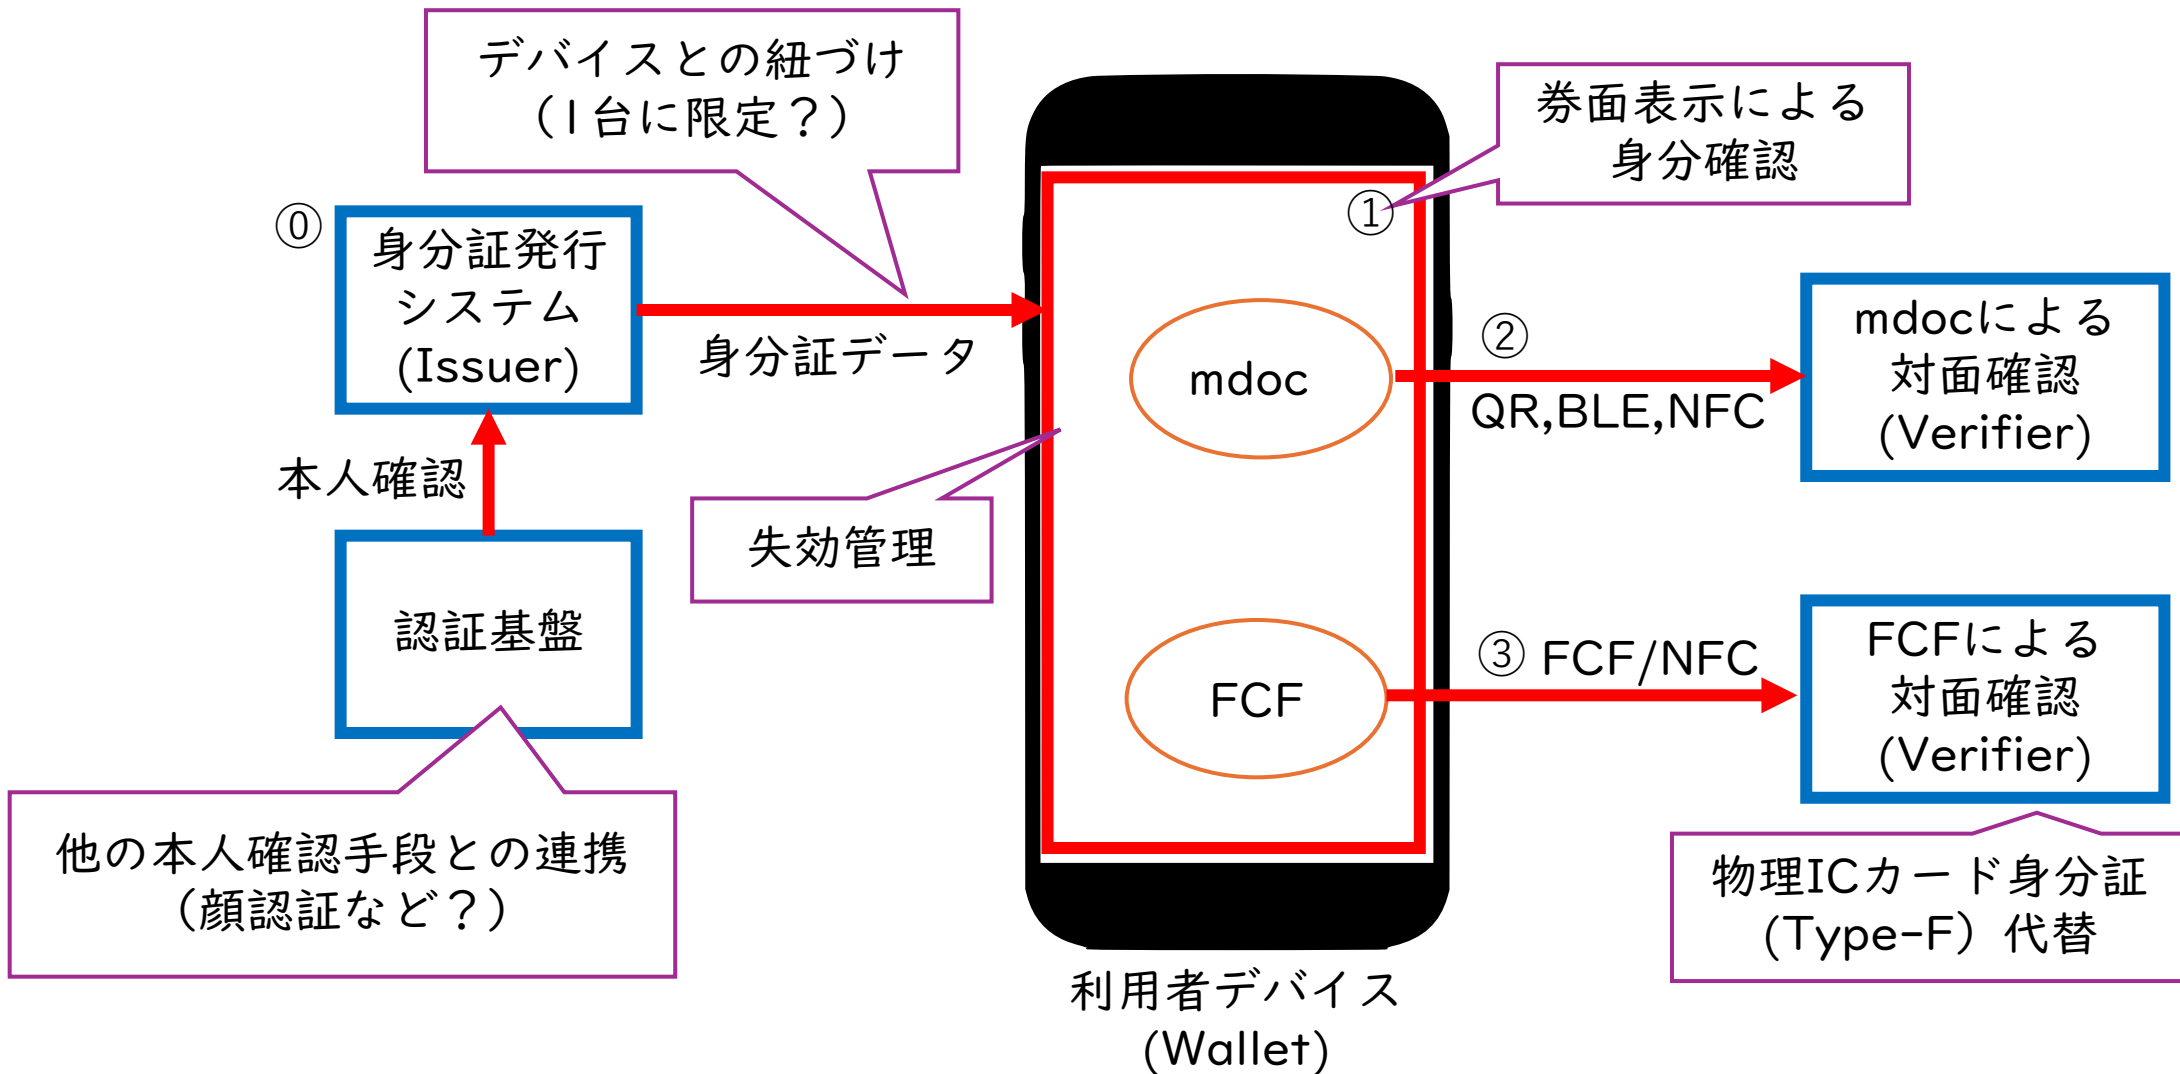 デバイスとの紐づけ
（1台に限定？）
券面表示による
身分確認
⓪
身分証発行
システム
(Issuer)
身分証データ
①
mdoc
②
QR,BLE,NFC
mdocによる
対面確認
(Verifier)
本人確認
失効管理
認証基盤
FCF
③ FCF/NFC
FCFによる
対面確認
(Verifier)
他の本人確認手段との連携
（顔認証など？）
物理ICカード身分証
(Type-F）代替
利用者デバイス
(Wallet)